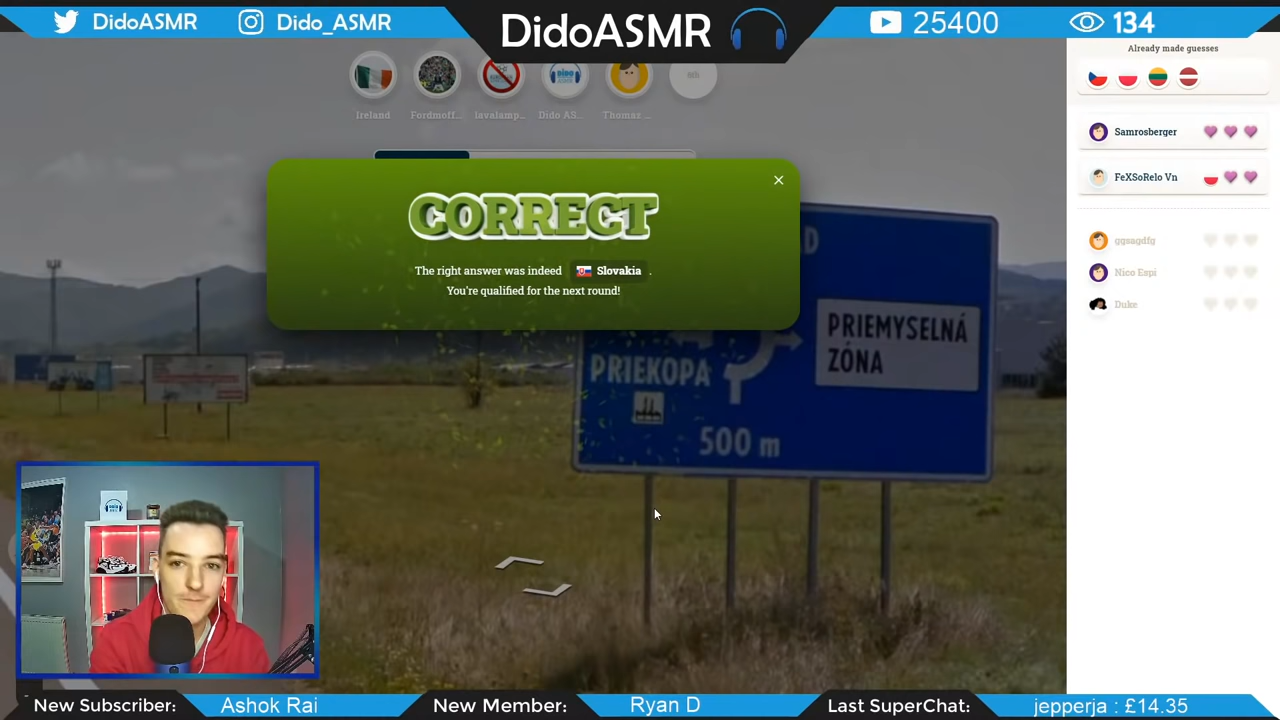 DidoASMR
Dido_ASMR
DidoASMR
25400
134
Already made guesses
Ireland
Fordmoff...
lavalamp...
Dido AS...
Thomaz ...
Samrosberger
FeXSoRelo Vn
ggsagdfg
Nico Espi
Duke
CORRECT
The right answer was indeed Slovakia .
You're qualified for the next round!
D
PRIEMYSELNÁ
ZÓNA
PRIEKOPA
500 m
New Subscriber: Ashok Rai
New Member: Ryan D
Last SuperChat: jepperja : £14.35